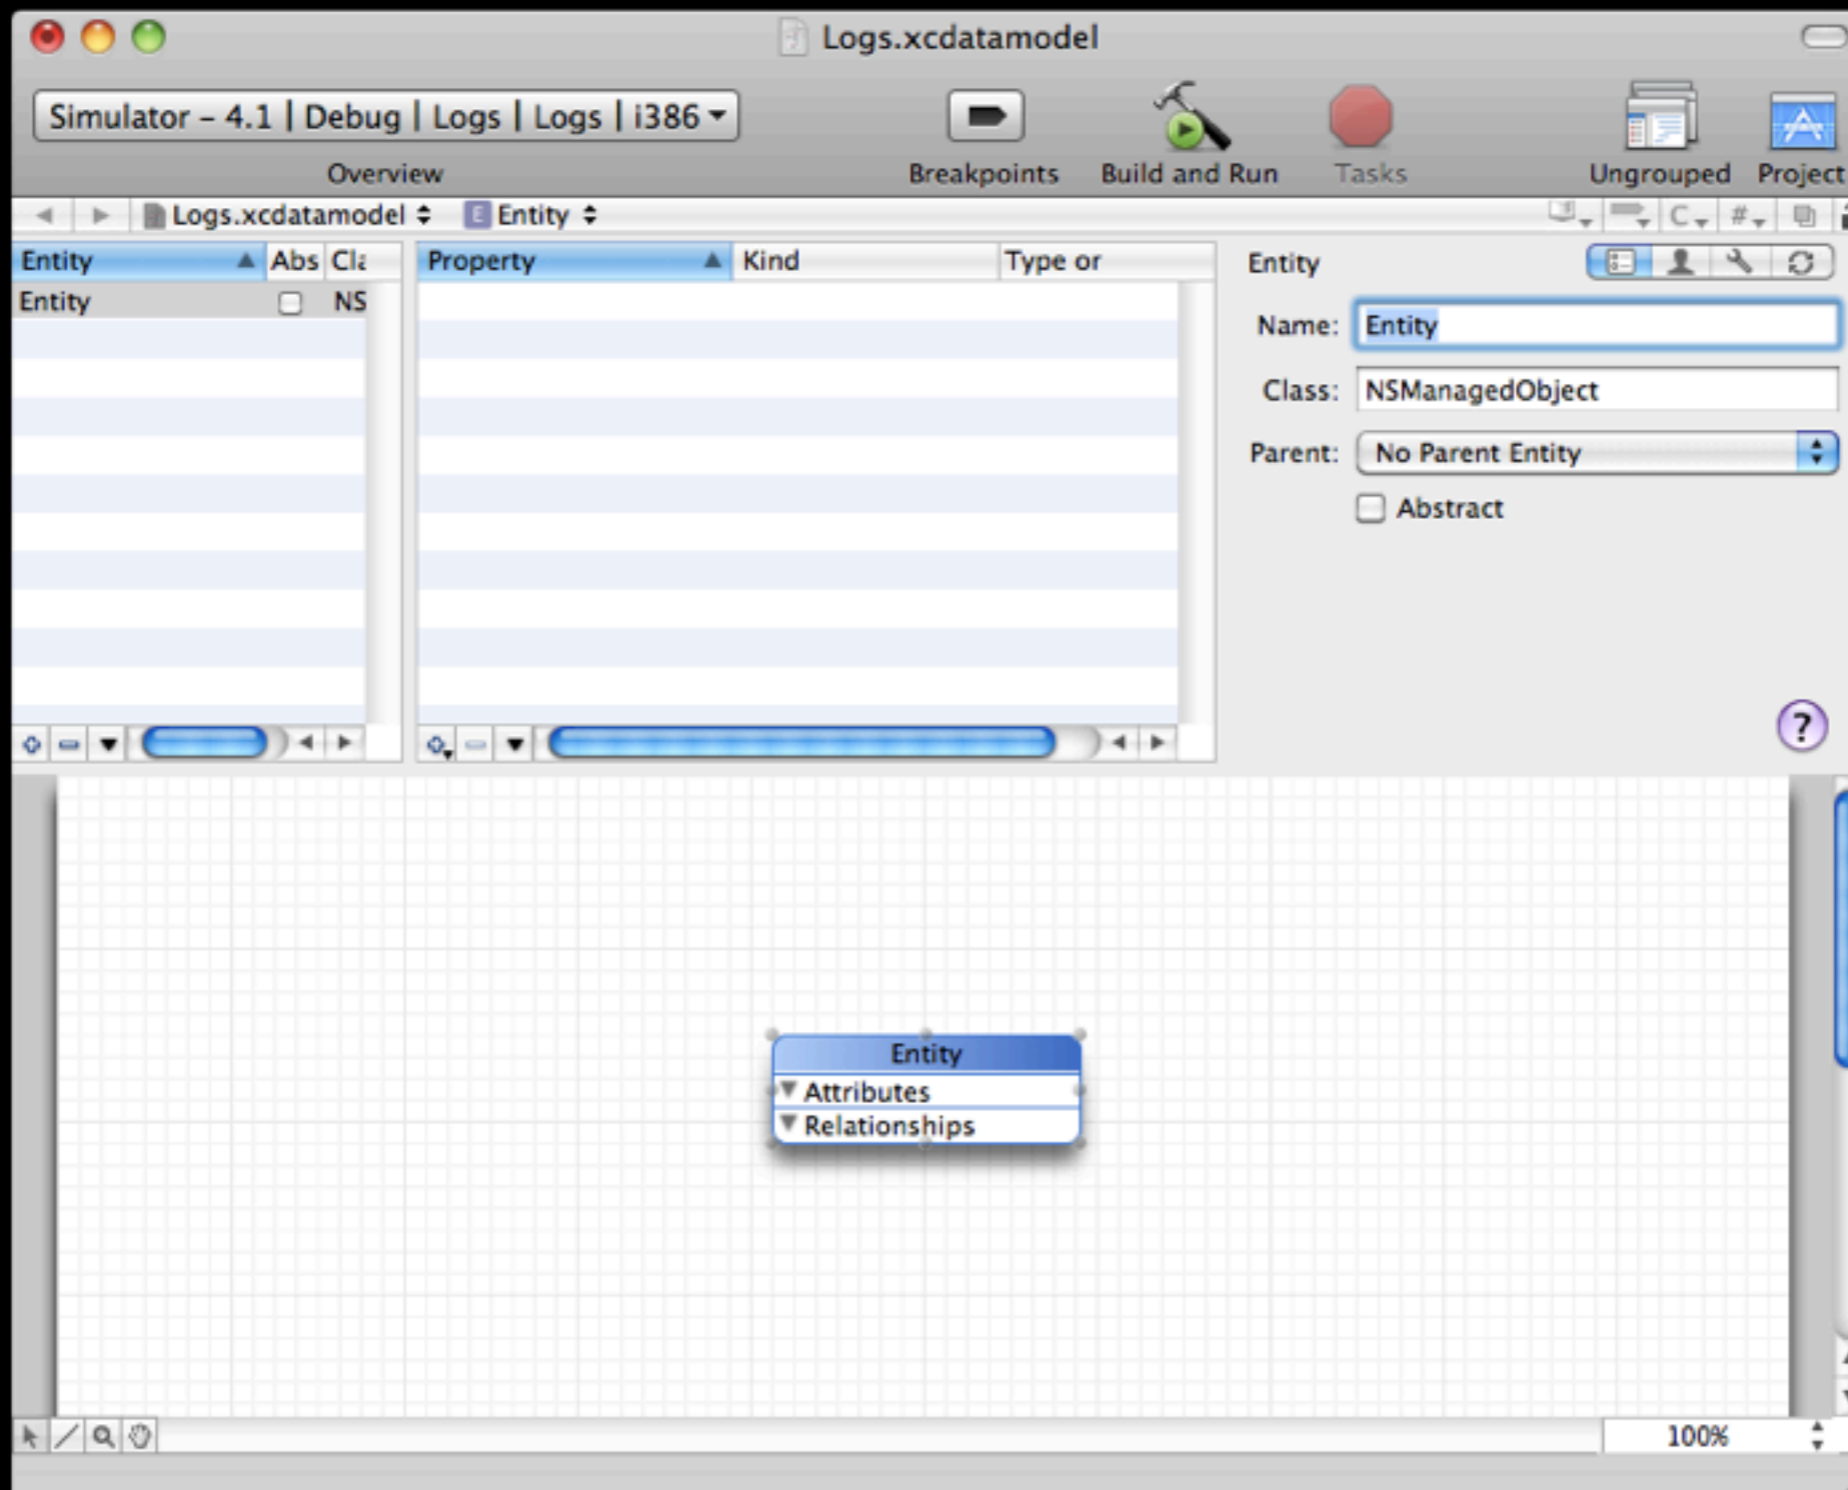 Logs.xcdatamodel
Simulator - 4.1 | Debug | Logs | Logs | i386
Overview
Breakpoints
Build and Run
Tasks
Ungrouped
Project
Logs.xcdatamodel
E Entity
C
#
Entity
Abs
Cla
Property
Kind
Type or
Entity
NS
Entity
Name: Entity
Class: NSManagedObject
Parent: No Parent Entity
Abstract
?
Entity
Attributes
Relationships
100%